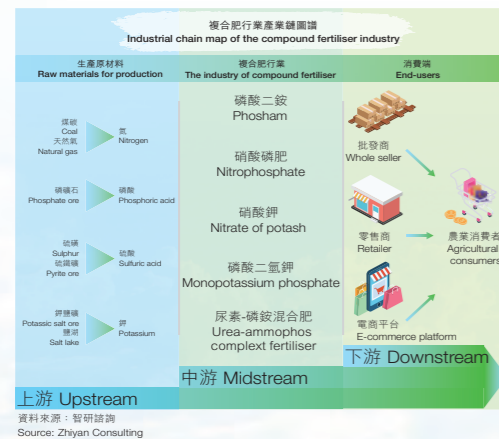 複合肥行業產業鏈圖譜
Industrial chain map of the compound fertiliser industry
生產原材料
Raw materials for production
煤碳
Coal
天然氣
Natural gas
氮
Nitrogen
磷礦石
Phosphate ore
磷酸
Phosphoric acid
硫磺
Sulphur
硫鐵礦
Pyrite ore
硫酸
Sulfuric acid
鉀鹽礦
Potassic salt ore
鹽湖
Salt lake
鉀
Potassium
上游 Upstream
複合肥行業
The industry of compound fertiliser
磷酸二銨
Phosham
硝酸磷肥
Nitrophosphate
硝酸鉀
Nitrate of potash
磷酸二氫鉀
Monopotassium phosphate
尿素-磷銨混合肥
Urea-ammophos
complext fertiliser
中游 Midstream
消費端
End-users
批發商
Whole seller
零售商
Retailer
電商平台
E-commerce platform
農業消費者
Agricultural
consumers
下游 Downstream
資料來源：智研諮詢
Source: Zhiyan Consulting